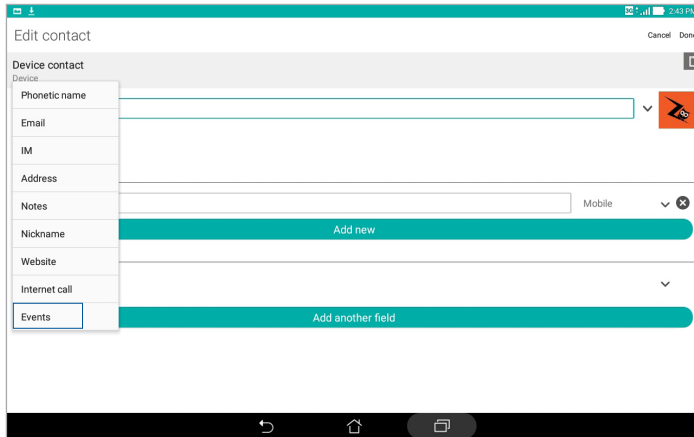 3G 2:43 PM
Edit contact
Cancel Done
Device contact
Device
Phonetic name
Email
IM
Address
Notes
Mobile
Nickname
Add new
Website
Internet call
Events
Add another field